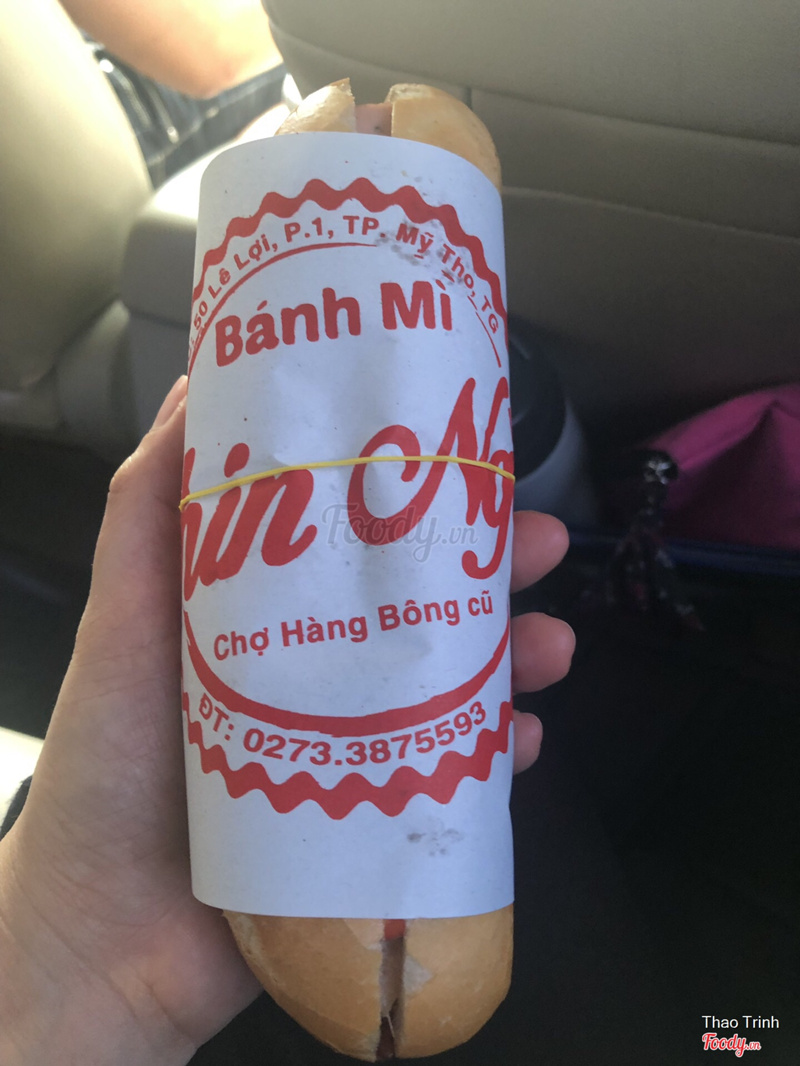 50 Lê Lợi, P.1, TP. Mỹ Tho, TG
Bánh Mì
Chợ Hàng Bông cũ
ĐT: 0273.3875593
Foody.vn
Thao Trinh
Foody.vn